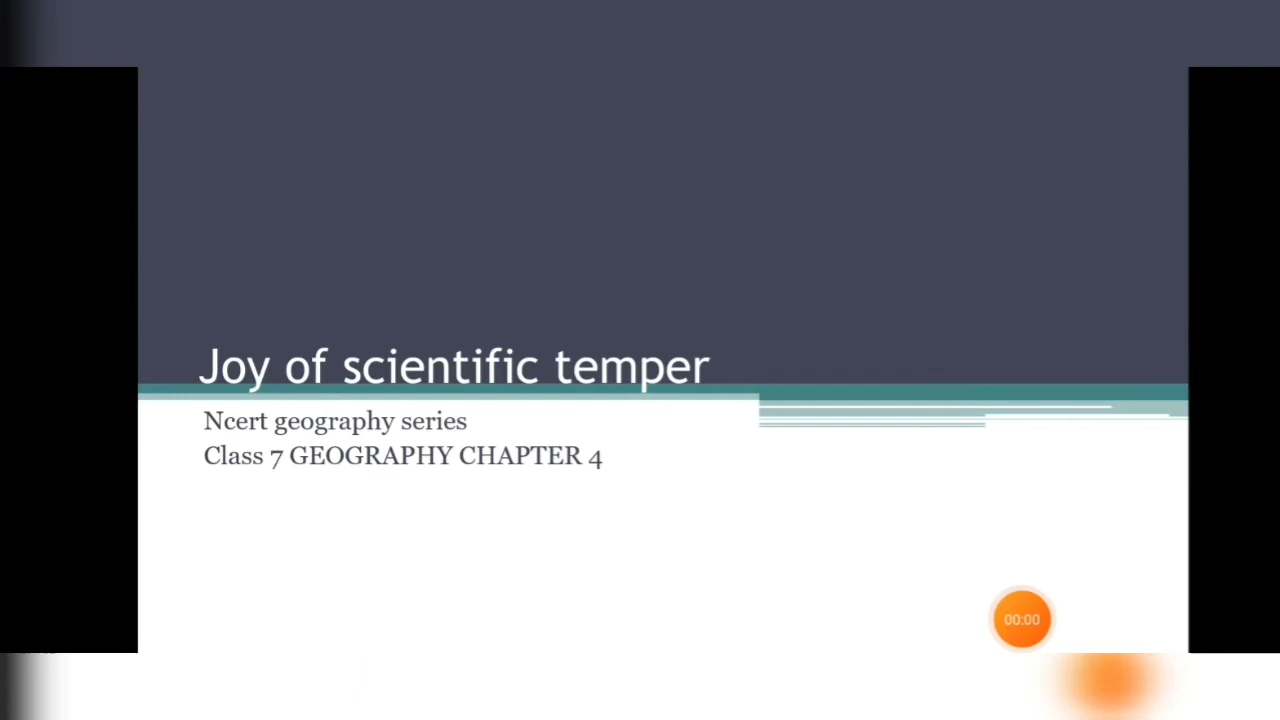 Joy of scientific temper
Ncert geography series
Class 7 GEOGRAPHY CHAPTER 4
00:00